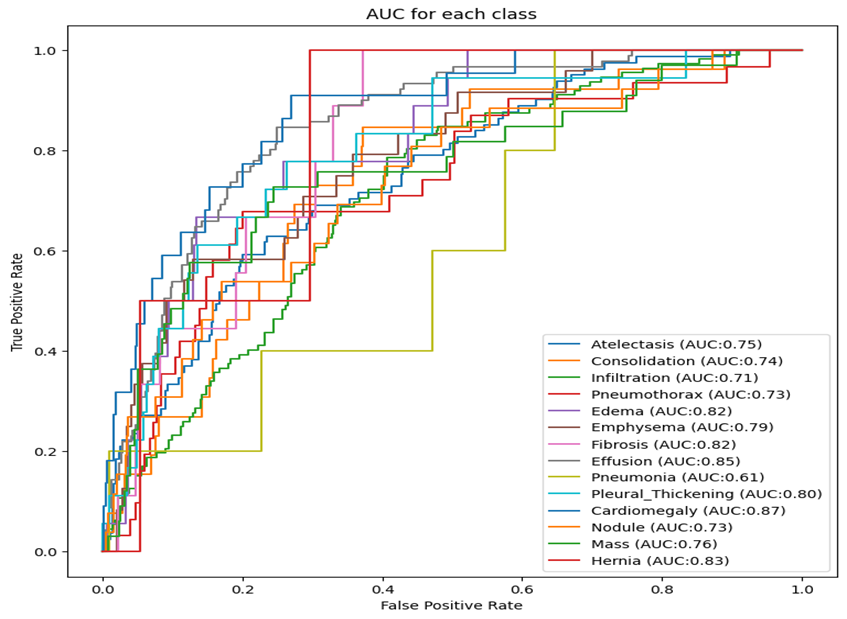 AUC for each class
True Positive Rate
1.0
0.8
0.6
0.4
0.2
0.0
Atelectasis (AUC:0.75)
Consolidation (AUC:0.74)
Infiltration (AUC:0.71)
Pneumothorax (AUC:0.73)
Edema (AUC:0.82)
Emphysema (AUC:0.79)
Fibrosis (AUC:0.82)
Effusion (AUC:0.85)
Pneumonia (AUC:0.61)
Pleural_Thickening (AUC:0.80)
Cardiomegaly (AUC:0.87)
Nodule (AUC:0.73)
Mass (AUC:0.76)
Hernia (AUC:0.83)
0.0 0.2 0.4 0.6 0.8 1.0
False Positive Rate